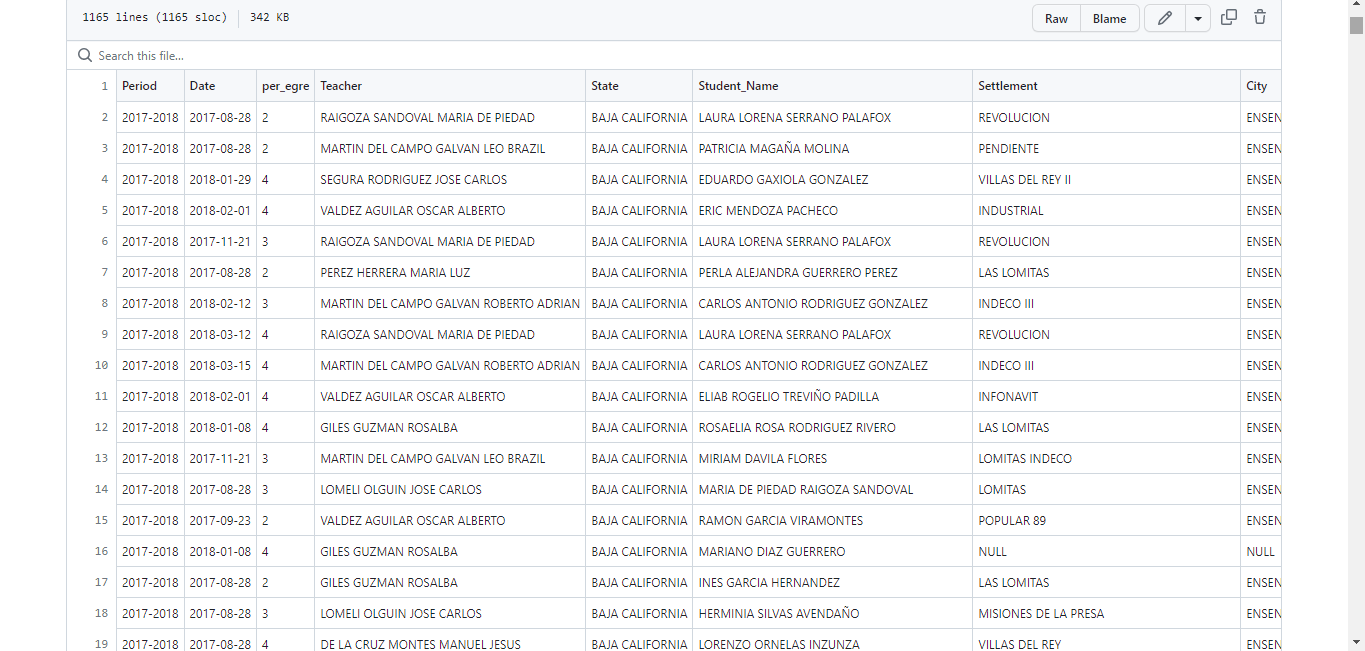 1165 lines (1165 sloc) 342 KB
Raw Blame
Search this file...
1 Period Date per_egre Teacher State Student_Name Settlement City
2 2017-2018 2017-08-28 2 RAIGOZA SANDOVAL MARIA DE PIEDAD BAJA CALIFORNIA LAURA LORENA SERRANO PALAFOX REVOLUCION ENSEN
3 2017-2018 2017-08-28 2 MARTIN DEL CAMPO GALVAN LEO BRAZIL BAJA CALIFORNIA PATRICIA MAGAÑA MOLINA PENDIENTE ENSEN
4 2017-2018 2018-01-29 4 SEGURA RODRIGUEZ JOSE CARLOS BAJA CALIFORNIA EDUARDO GAXIOLA GONZALEZ VILLAS DEL REY II ENSEN
5 2017-2018 2018-02-01 4 VALDEZ AGUILAR OSCAR ALBERTO BAJA CALIFORNIA ERIC MENDOZA PACHECO INDUSTRIAL ENSEN
6 2017-2018 2017-11-21 3 RAIGOZA SANDOVAL MARIA DE PIEDAD BAJA CALIFORNIA LAURA LORENA SERRANO PALAFOX REVOLUCION ENSEN
7 2017-2018 2017-08-28 2 PEREZ HERRERA MARIA LUZ BAJA CALIFORNIA PERLA ALEJANDRA GUERRERO PEREZ LAS LOMITAS ENSEN
8 2017-2018 2018-02-12 3 MARTIN DEL CAMPO GALVAN ROBERTO ADRIAN BAJA CALIFORNIA CARLOS ANTONIO RODRIGUEZ GONZALEZ INDECO III ENSEN
9 2017-2018 2018-03-12 4 RAIGOZA SANDOVAL MARIA DE PIEDAD BAJA CALIFORNIA LAURA LORENA SERRANO PALAFOX REVOLUCION ENSEN
10 2017-2018 2018-03-15 4 MARTIN DEL CAMPO GALVAN ROBERTO ADRIAN BAJA CALIFORNIA CARLOS ANTONIO RODRIGUEZ GONZALEZ INDECO III ENSEN
11 2017-2018 2018-02-01 4 VALDEZ AGUILAR OSCAR ALBERTO BAJA CALIFORNIA ELIAB ROGELIO TREVIÑO PADILLA INFONAVIT ENSEN
12 2017-2018 2018-01-08 4 GILES GUZMAN ROSALBA BAJA CALIFORNIA ROSAELIA ROSA RODRIGUEZ RIVERO LAS LOMITAS ENSEN
13 2017-2018 2017-11-21 3 MARTIN DEL CAMPO GALVAN LEO BRAZIL BAJA CALIFORNIA MIRIAM DAVILA FLORES LOMITAS INDECO ENSEN
14 2017-2018 2017-08-28 3 LOMELI OLGUIN JOSE CARLOS BAJA CALIFORNIA MARIA DE PIEDAD RAIGOZA SANDOVAL LOMITAS ENSEN
15 2017-2018 2017-09-23 2 VALDEZ AGUILAR OSCAR ALBERTO BAJA CALIFORNIA RAMON GARCIA VIRAMONTES POPULAR 89 ENSEN
16 2017-2018 2018-01-08 4 GILES GUZMAN ROSALBA BAJA CALIFORNIA MARIANO DIAZ GUERRERO NULL NULL
17 2017-2018 2017-08-28 2 GILES GUZMAN ROSALBA BAJA CALIFORNIA INES GARCIA HERNANDEZ LAS LOMITAS ENSEN
18 2017-2018 2017-08-28 3 LOMELI OLGUIN JOSE CARLOS BAJA CALIFORNIA HERMINIA SILVAS AVENDAÑO MISIONES DE LA PRESA ENSEN
19 2017-2018 2017-08-28 4 DE LA CRUZ MONTES MANUEL JESUS BAJA CALIFORNIA LORENZO ORNELAS INZUNZA VILLAS DEL REY ENSEN